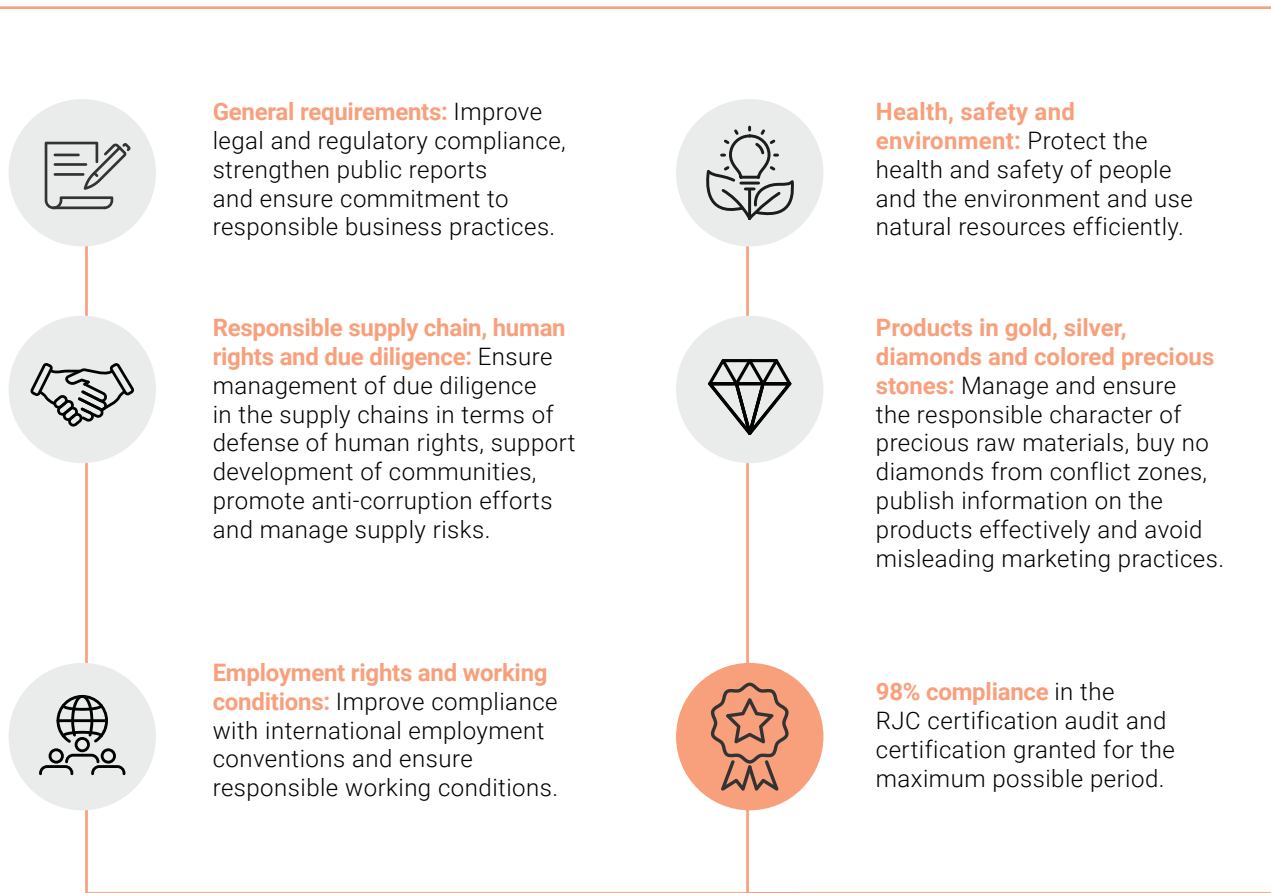 General requirements: Improve
legal and regulatory compliance,
strengthen public reports
and ensure commitment to
responsible business practices.
Responsible supply chain, human
rights and due diligence: Ensure
management of due diligence
in the supply chains in terms of
defense of human rights, support
development of communities,
promote anti-corruption efforts
and manage supply risks.
Employment rights and working
conditions: Improve compliance
with international employment
conventions and ensure
responsible working conditions.
Health, safety and
environment: Protect the
health and safety of people
and the environment and use
natural resources efficiently.
Products in gold, silver,
diamonds and colored precious
stones: Manage and ensure
the responsible character of
precious raw materials, buy no
diamonds from conflict zones,
publish information on the
products effectively and avoid
misleading marketing practices.
98% compliance in the
RJC certification audit and
certification granted for the
maximum possible period.